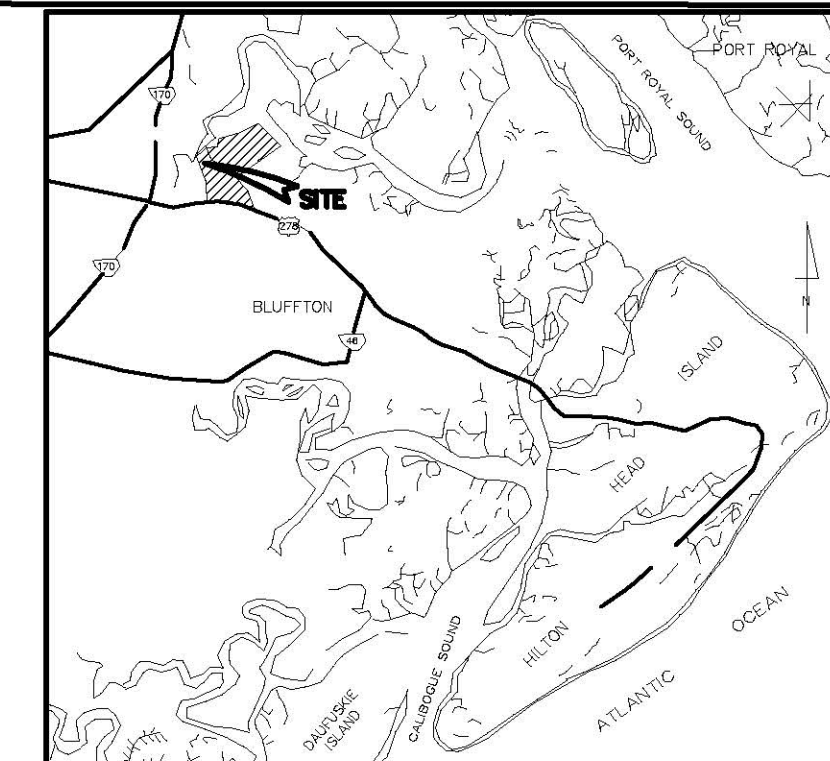 PORT ROYAL
PORT ROYAL SOUND
170
SITE
278
170
N
BLUFFTON
46
ISLAND
HEAD
HILTON
OCEAN
ATLANTIC
CALIBOGUE SOUND
DAUFUSKIE
ISLAND